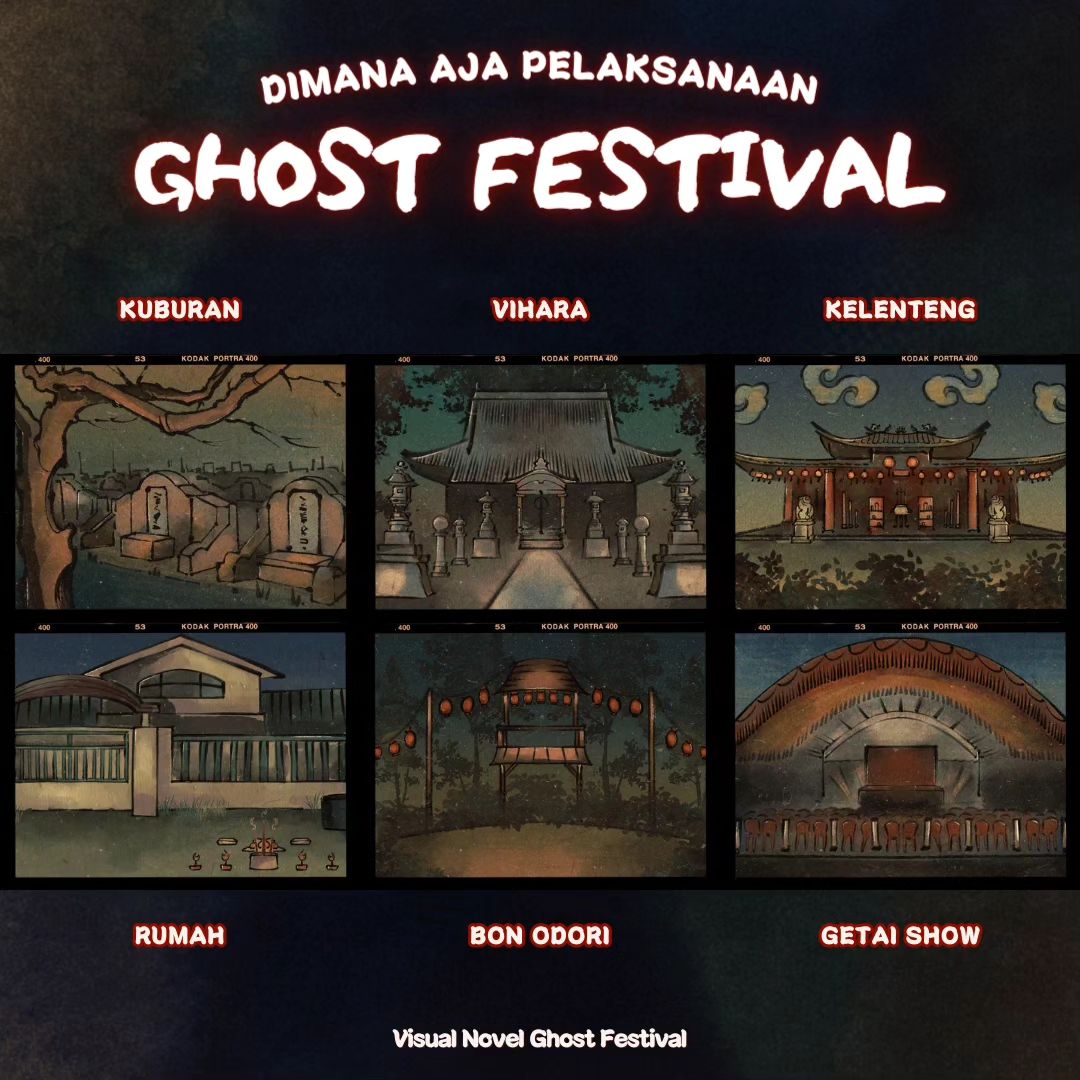 DIMANA AJA PELAKSANAAN
GHOST FESTIVAL
KUBURAN
VIHARA
KELENTENG
400 53 KODAK PORTRA 400
400 53 KODAK PORTRA 400
400 53 KODAK PORTRA 400
400 53 KODAK PORTRA 400
400 53 KODAK PORTRA 400
400 53 KODAK PORTRA 400
RUMAH
BON ODORI
GETAI SHOW
Visual Novel Ghost Festival